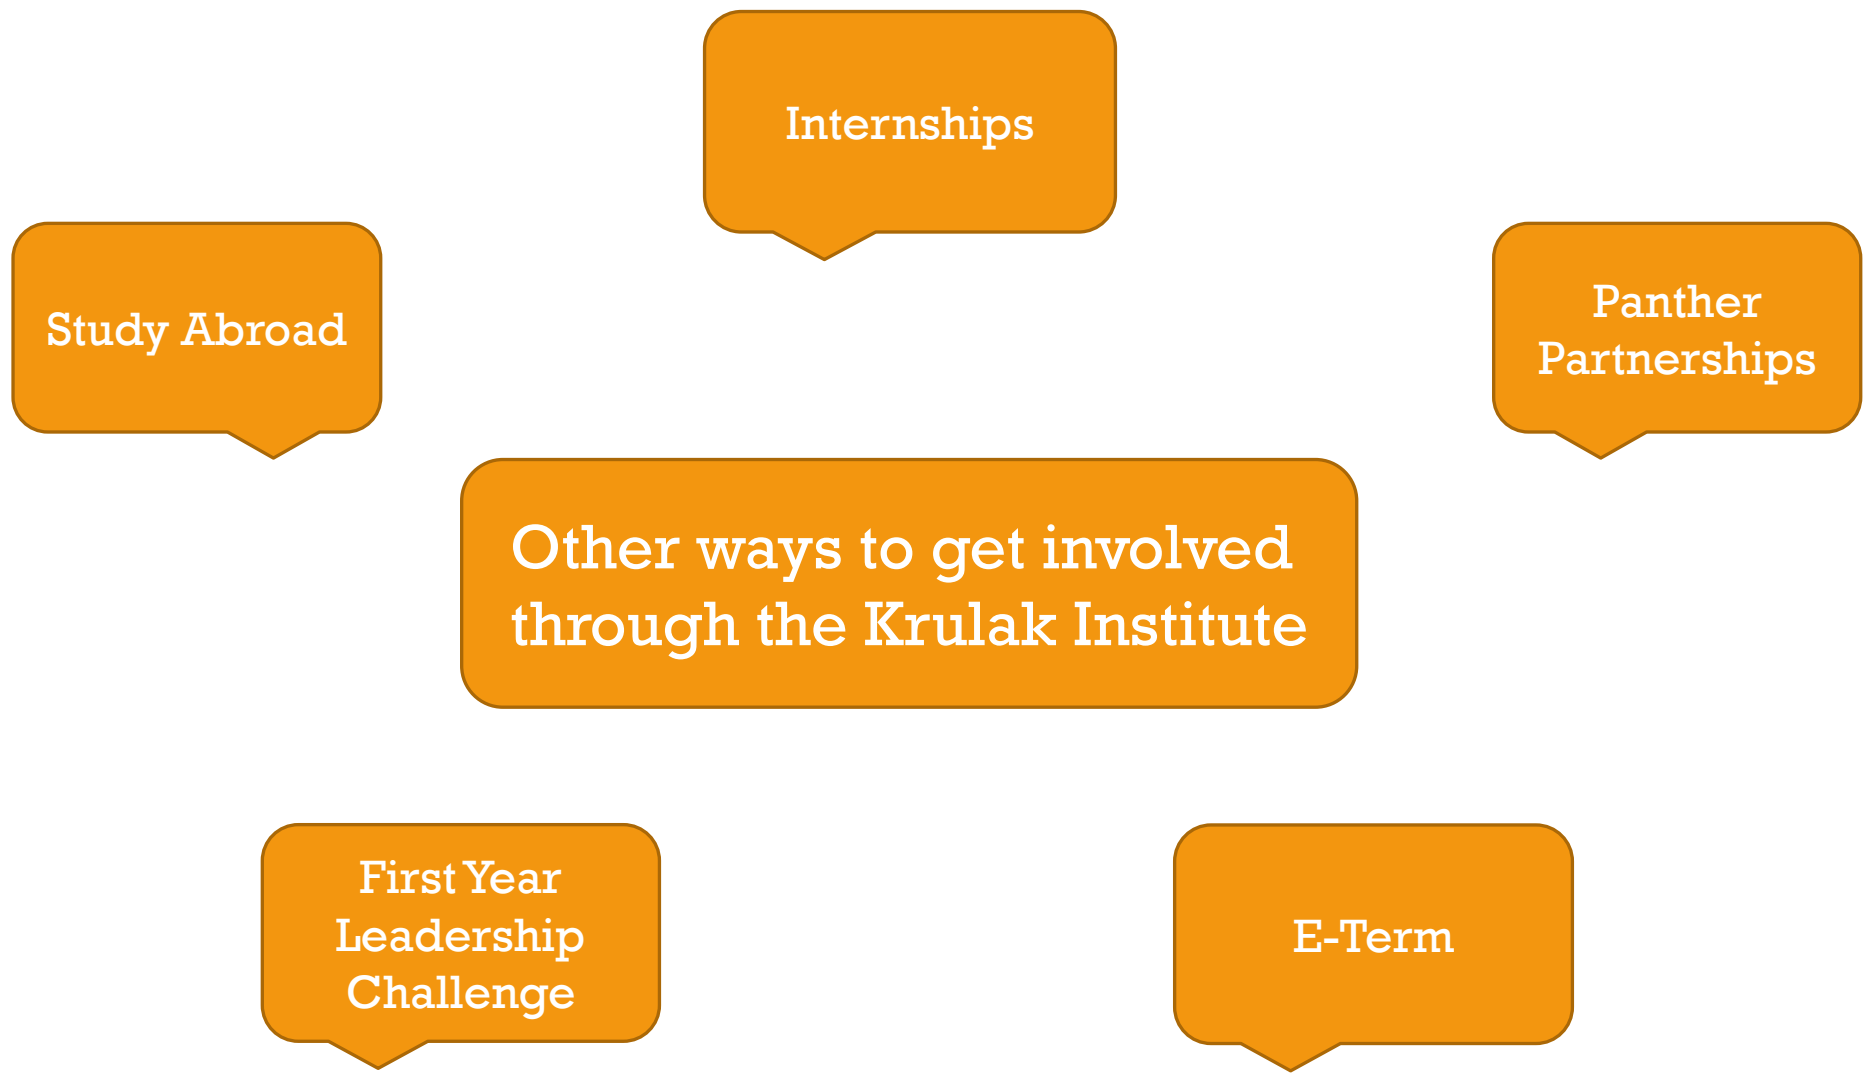 Internships
Study Abroad
Panther
Partnerships
Other ways to get involved
through the Krulak Institute
First Year
Leadership
Challenge
E-Term